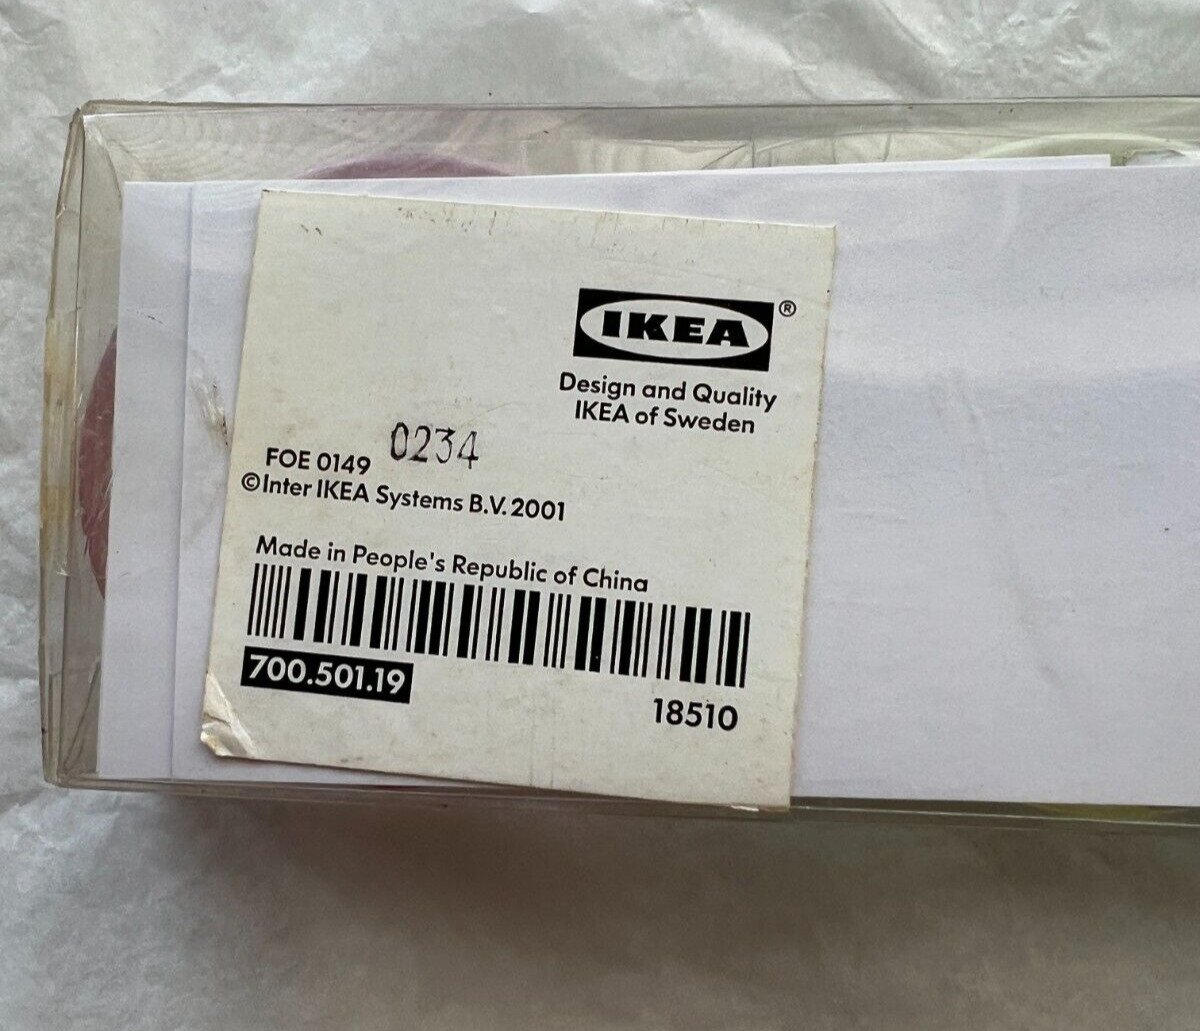 IKEA®
Design and Quality
IKEA of Sweden
0234
FOE 0149
©Inter IKEA Systems B.V. 2001
Made in People's Republic of China
700.501.19
18510